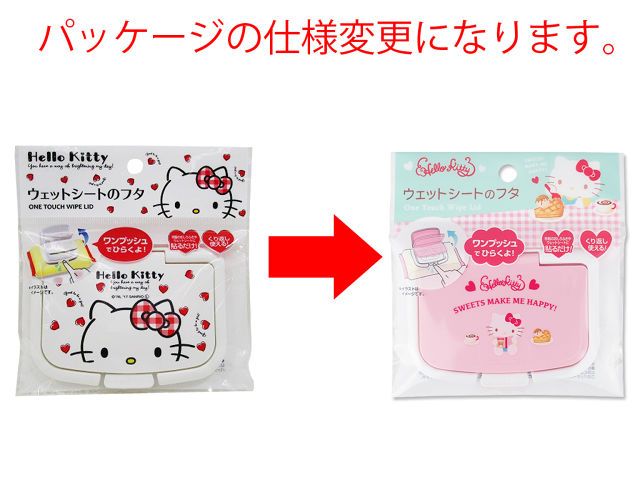 パッケージの仕様変更になります。
Hello Kitty
You have a way of brightening my day!
ウェットシートのフタ
ONE TOUCH WIPE LID
ワンプッシュ
でひらくよ!
貼るだけ!
くり返し
使える!
※イラストは
イメージです。
Hello Kitty
you have a way of
brightening my day!
Hello Kitty
ウェットシートのフタ
One Touch Wipe Lid
ワンプッシュ
でひらくよ!
貼るだけ!
くり返し
使える!
※イラストは
イメージです。
Hello Kitty
SWEETS MAKE ME HAPPY!